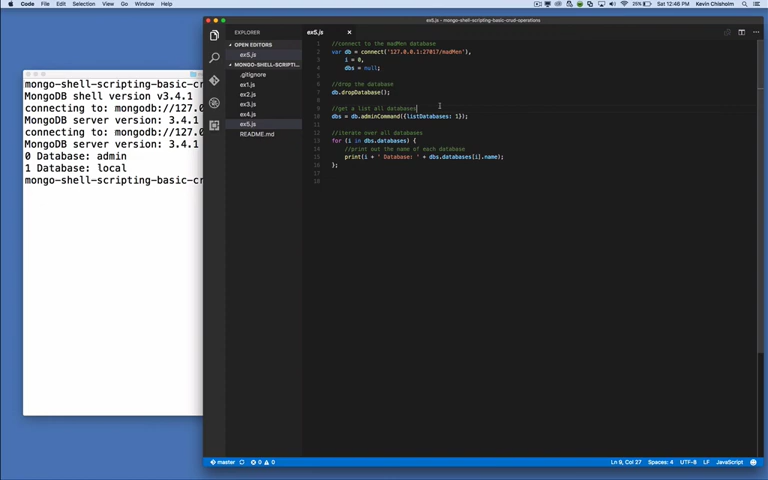 Code File Edit Selection View Go Window Help
25% Sat 12:46 PM Kevin Chisholm
ex5.js - mongo-shell-scripting-basic-crud-operations
mongo-shell-scripting-basic-cr
MongoDB shell version v3.4.1
connecting to: mongodb://127.0
MongoDB server version: 3.4.1
connecting to: mongodb://127.0
MongoDB server version: 3.4.1
0 Database: admin
1 Database: local
mongo-shell-scripting-basic-cr
EXPLORER
OPEN EDITORS
ex5.js
MONGO-SHELL-SCRIPTI...
.gitignore
ex1.js
ex2.js
ex3.js
ex4.js
ex5.js
README.md
ex5.js
1 //connect to the madMen database
2 var db = connect('127.0.0.1:27017/madMen'),
3 i = 0,
4 dbs = null;
5
6 //drop the database
7 db.dropDatabase();
8
9 //get a list all databases
10 dbs = db.adminCommand({listDatabases: 1});
11
12 //iterate over all databases
13 for (i in dbs.databases) {
14 //print out the name of each database
15 print(i + ' Database: ' + dbs.databases[i].name);
16 };
17
18
master 0 0
Ln 9, Col 27 Spaces: 4 UTF-8 LF JavaScript